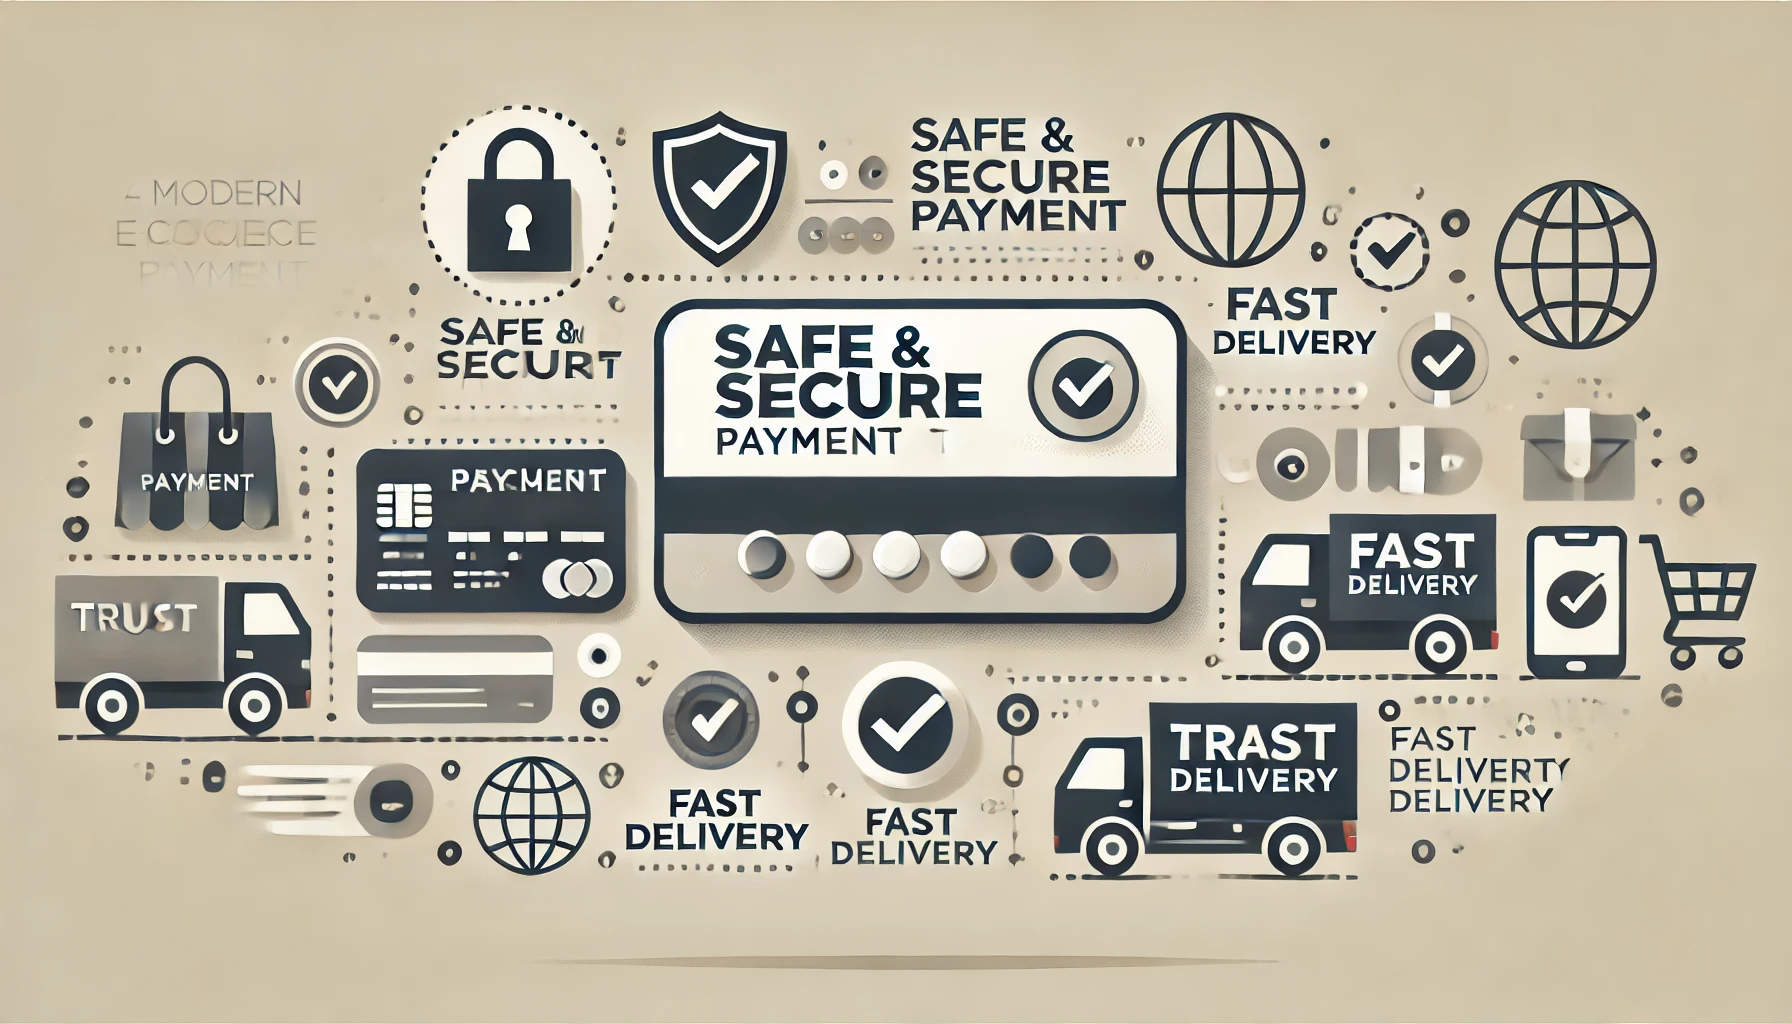 MODERN
PAYMENT
SAFE &
SECURT
SAFE &
SECURE
PAYMENT
FAST
DELIVERY
SAFE &
SECURE
PAYMENT
PAYMENT
PAYMENT
TRUST
FAST
DELIVERY
FAST
DELIVERY
FAST
DELIVERY
TRAST
DELIVERY
FAST
DELIVERTY
DELIVERY